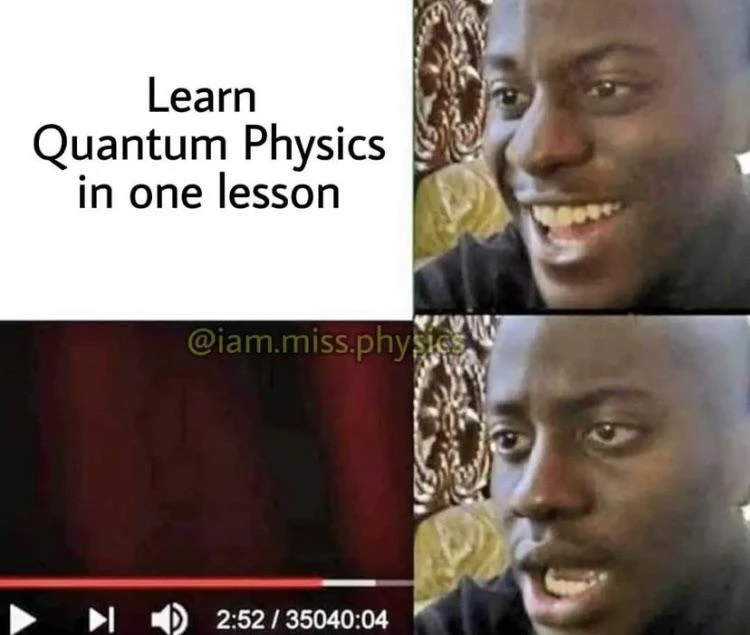 Learn
Quantum Physics
in one lesson
@iam.miss.physics
2:52 / 35040:04